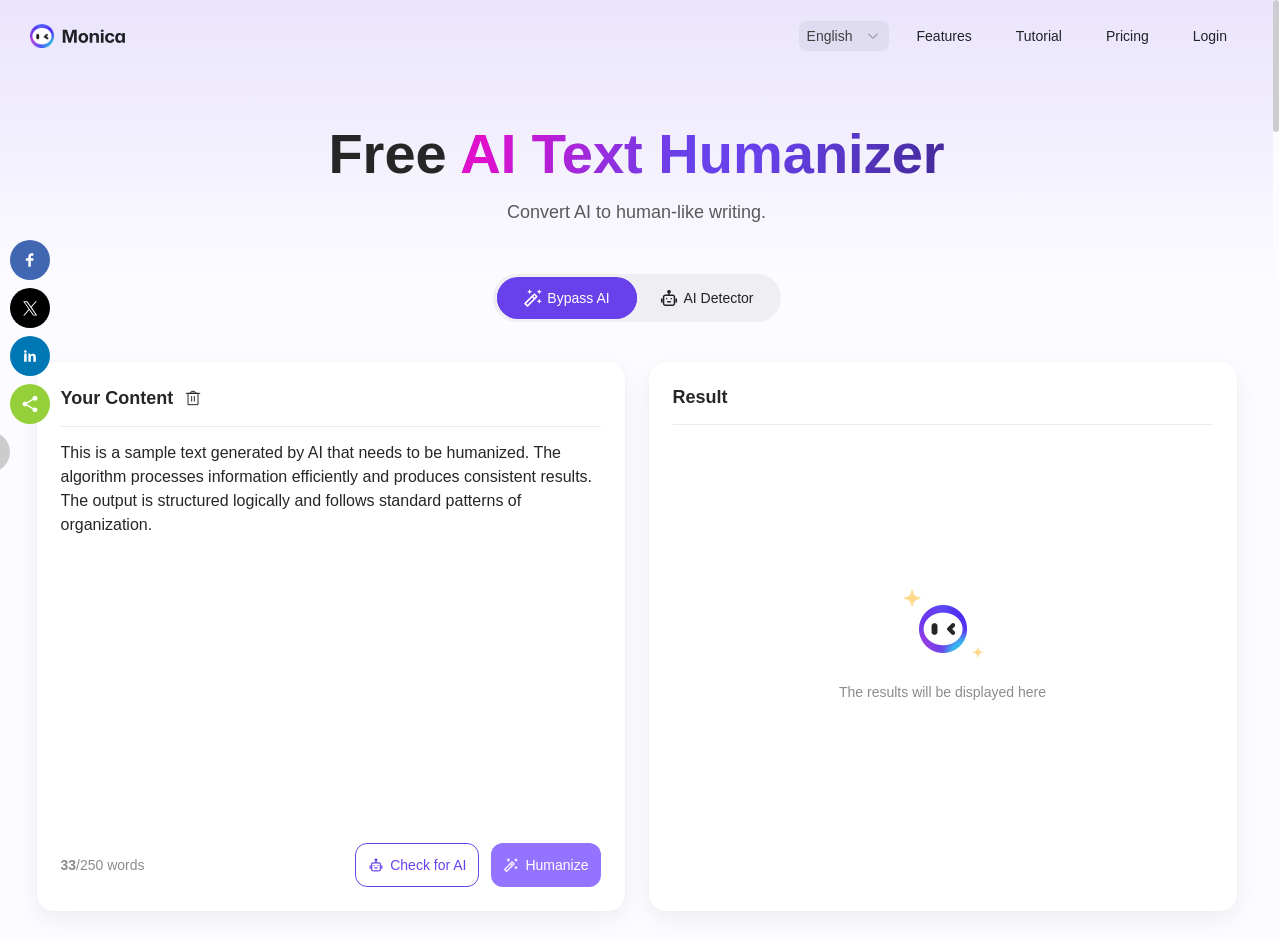 Monica
English
Features
Tutorial
Pricing
Login
Free AI Text Humanizer
Convert AI to human-like writing.
Bypass AI
AI Detector
Your Content
This is a sample text generated by AI that needs to be humanized. The
algorithm processes information efficiently and produces consistent results.
The output is structured logically and follows standard patterns of
organization.
33/250 words
Check for AI
Humanize
Result
The results will be displayed here